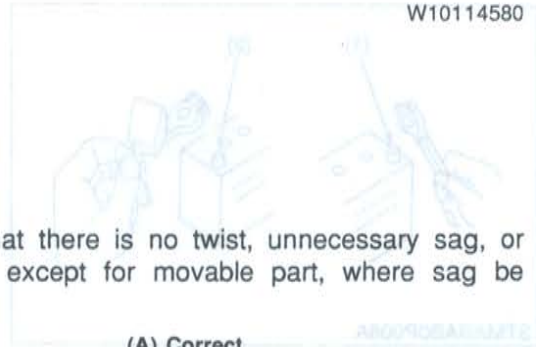 W10114580
at there is no twist, unnecessary sag, or
except for movable part, where sag be
(A) Correct